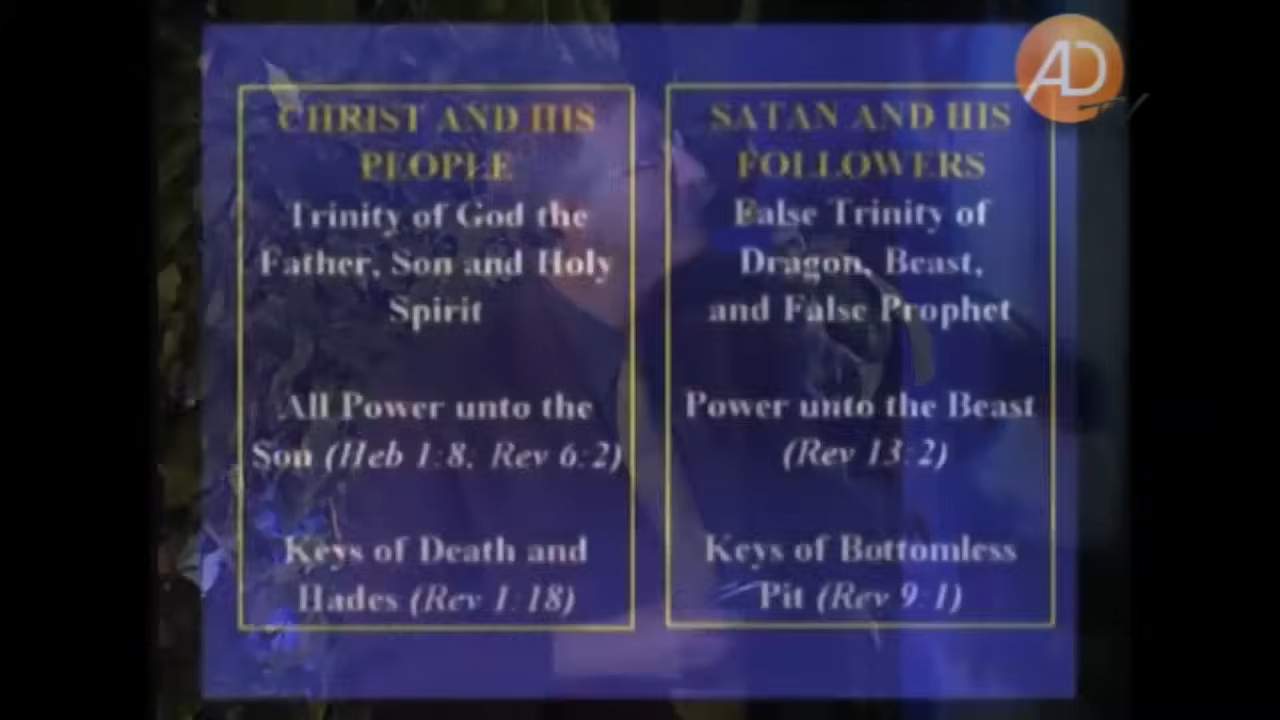 CHRIST AND HIS
PEOPLE
Trinity of God the
Father, Son and Holy
Spirit
All Power unto the
Son (Heb 1:8, Rev 6:2)
Keys of Death and
Hades (Rev 1:18)
SATAN AND HIS
FOLLOWERS
False Trinity of
Dragon, Beast,
and False Prophet
Power unto the Beast
(Rev 13:2)
Keys of Bottomless
Pit (Rev 9:1)
AD
TV